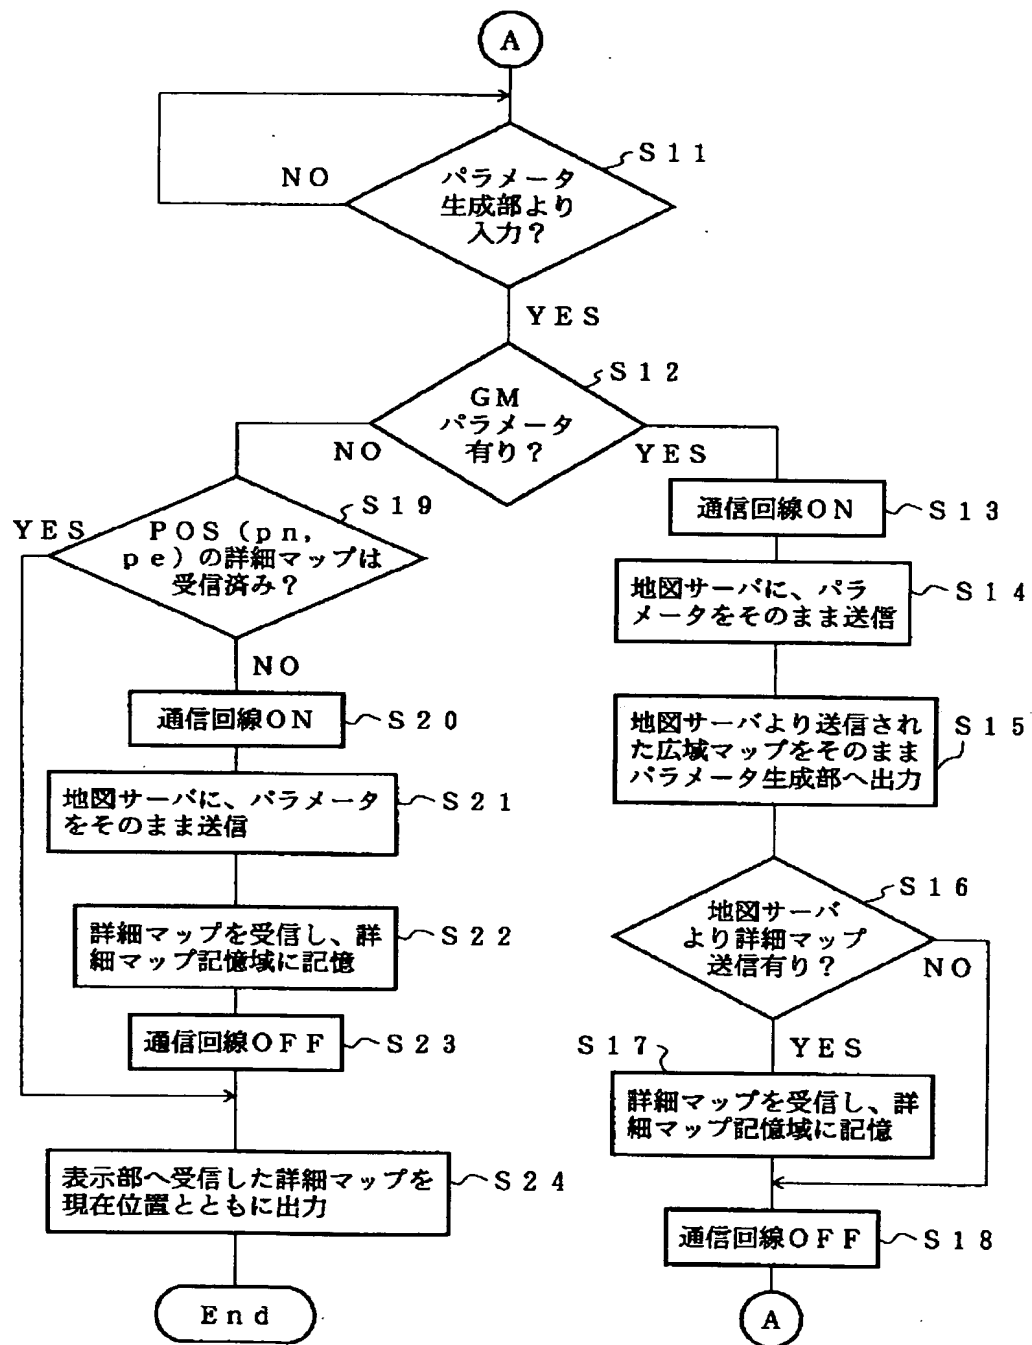 A
S11
NO
パラメータ
生成部より
入力?
YES
S12
GM
パラメータ
有り?
NO
YES
S19
YES
POS(pn,
pe)の詳細マップは
受信済み?
NO
通信回線ON
S13
地図サーバに、パラ
メータをそのまま送信
S14
地図サーバより送信され
た広域マップをそのまま
パラメータ生成部へ出力
S15
通信回線ON
S20
地図サーバに、パラメータ
をそのまま送信
S21
詳細マップを受信し、詳
細マップ記憶域に記憶
S22
通信回線OFF
S23
S16
地図サーバ
より詳細マップ
送信有り?
NO
YES
S17
詳細マップを受信し、詳
細マップ記憶域に記憶
表示部へ受信した詳細マップを
現在位置とともに出力
S24
通信回線OFF
S18
End
A